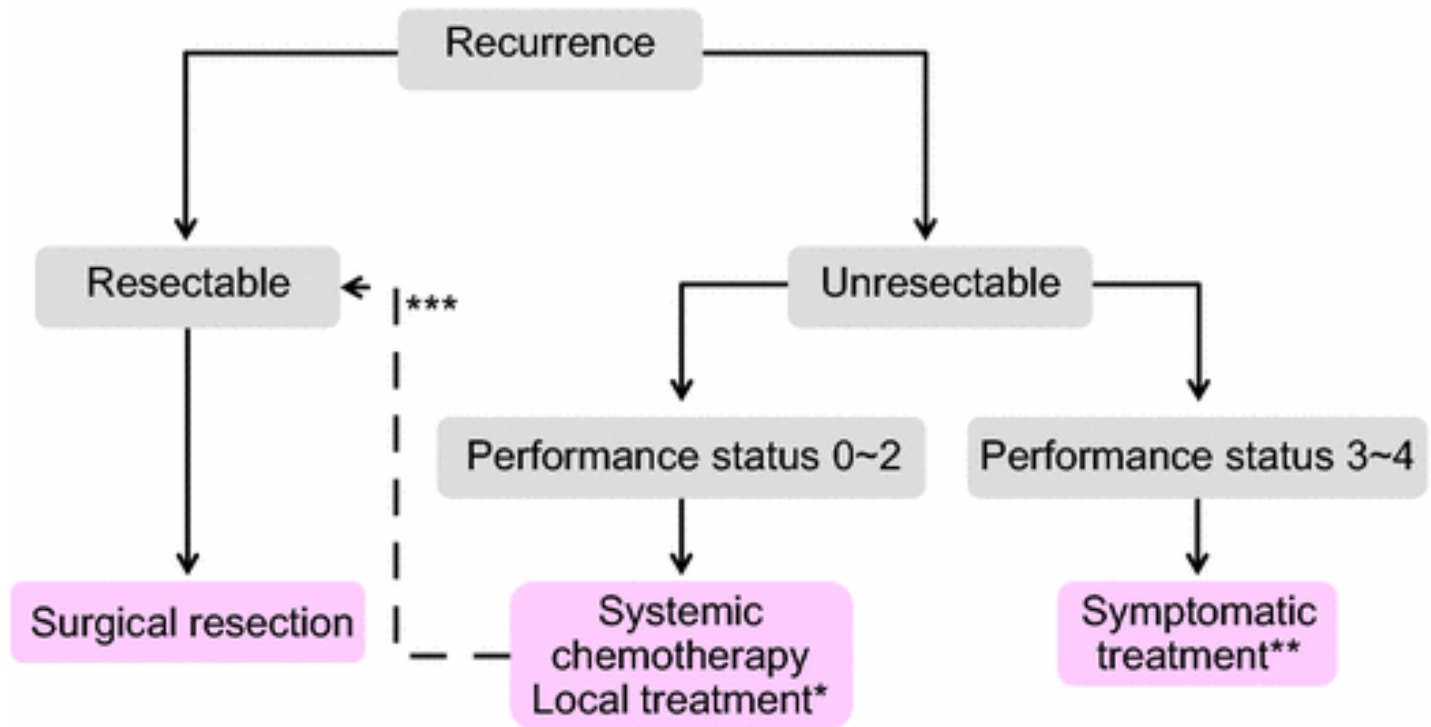 Recurrence
Resectable
***
Unresectable
Performance status 0~2
Performance status 3~4
Surgical resection
Systemic
chemotherapy
Local treatment*
Symptomatic
treatment**